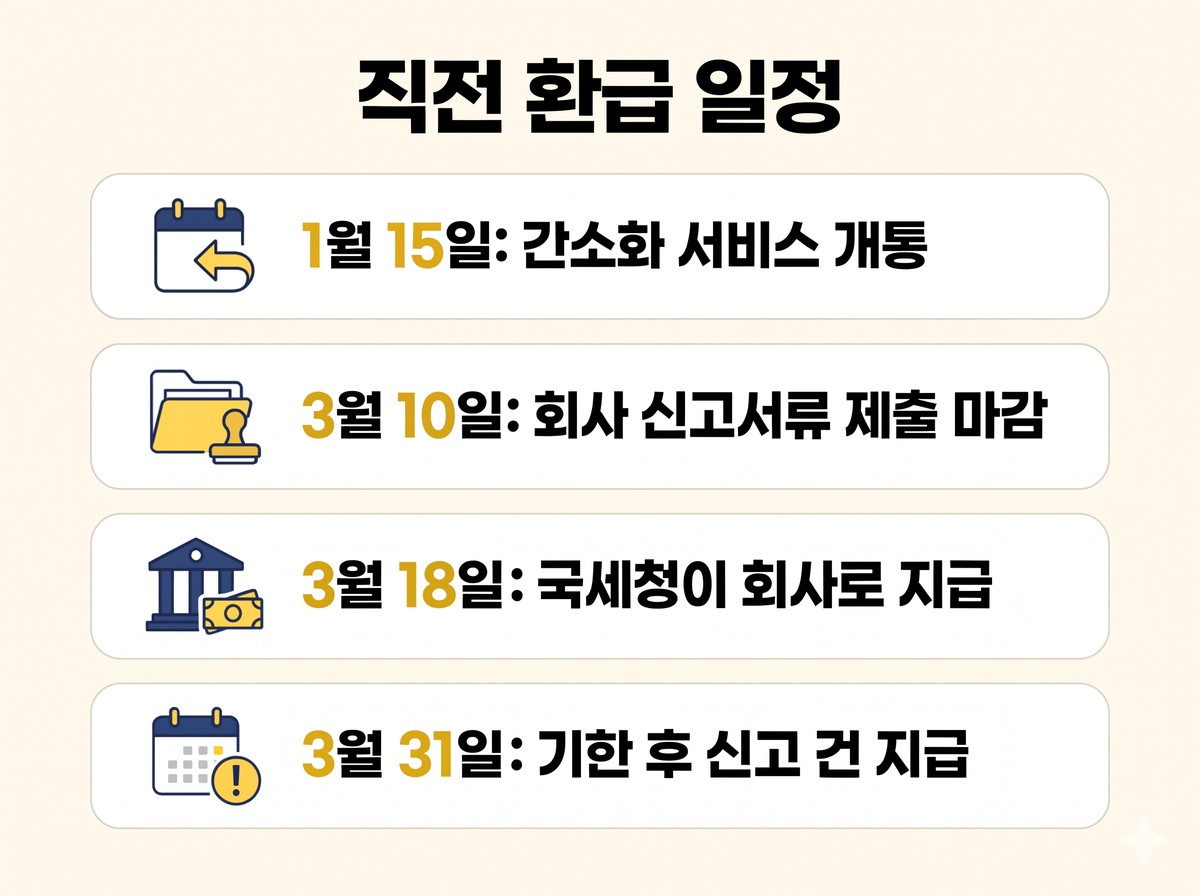 직전 환급 일정
1월 15일: 간소화 서비스 개통
3월 10일: 회사 신고서류 제출 마감
3월 18일: 국세청이 회사로 지급
3월 31일: 기한 후 신고 건 지급